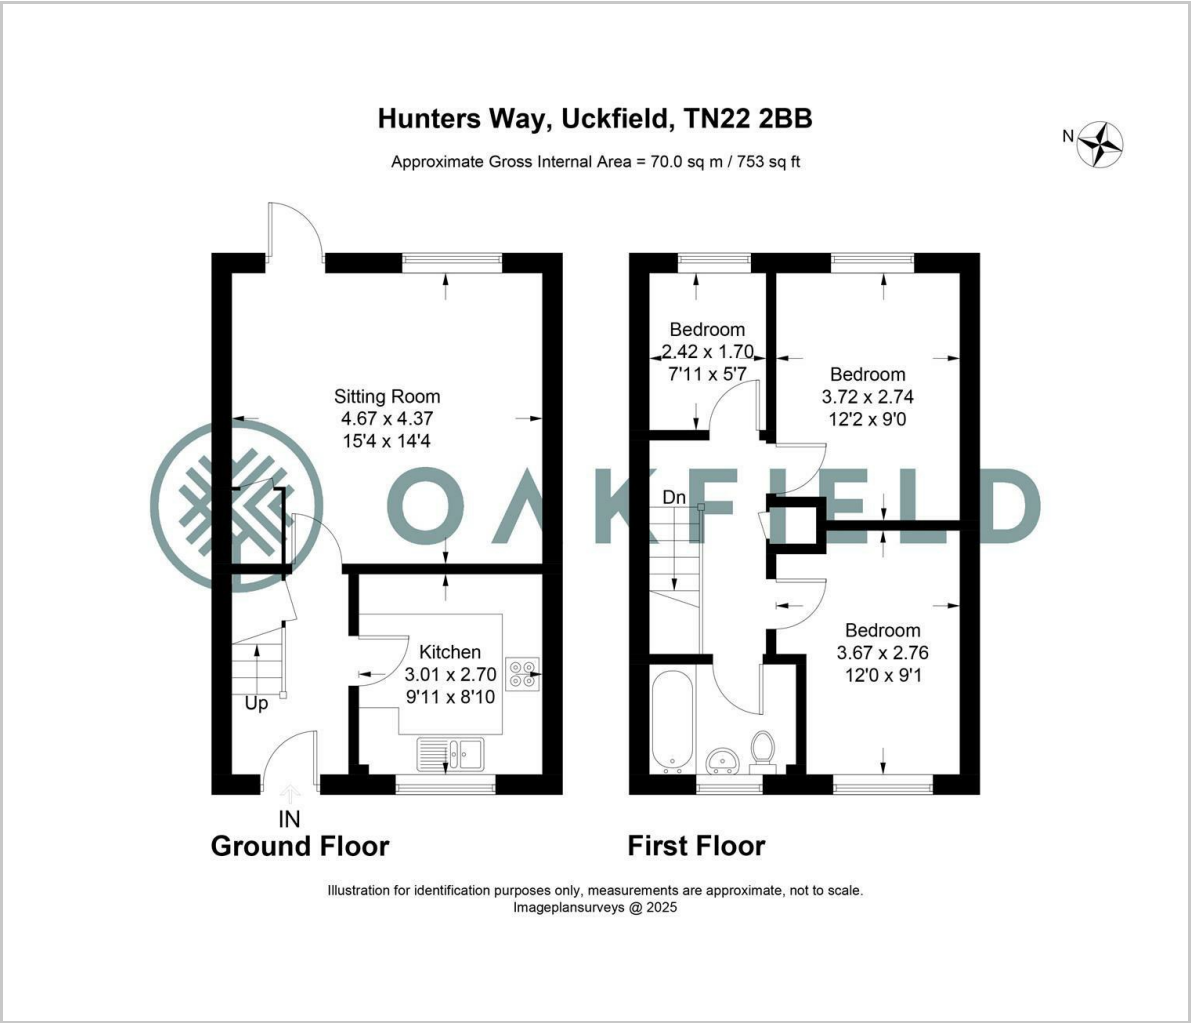 Hunters Way, Uckfield, TN22 2BB
Approximate Gross Internal Area = 70.0 sq m / 753 sq ft
N
Sitting Room
4.67 x 4.37
15'4 x 14'4
Kitchen
3.01 x 2.70
9'11 x 8'10
Up
IN
Ground Floor
Bedroom
2.42 x 1.70
7'11 x 5'7
Bedroom
3.72 x 2.74
12'2 x 9'0
Dn
Bedroom
3.67 x 2.76
12'0 x 9'1
First Floor
OAKFIELD
Illustration for identification purposes only, measurements are approximate, not to scale.
Imageplansurveys @ 2025